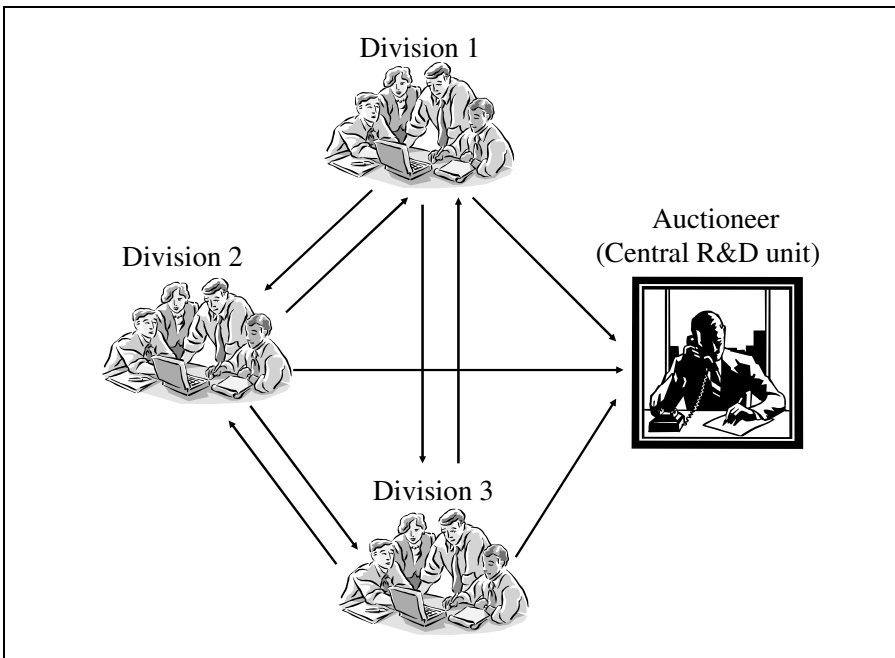 Division 1
Auctioneer
(Central R&D unit)
Division 2
Division 3